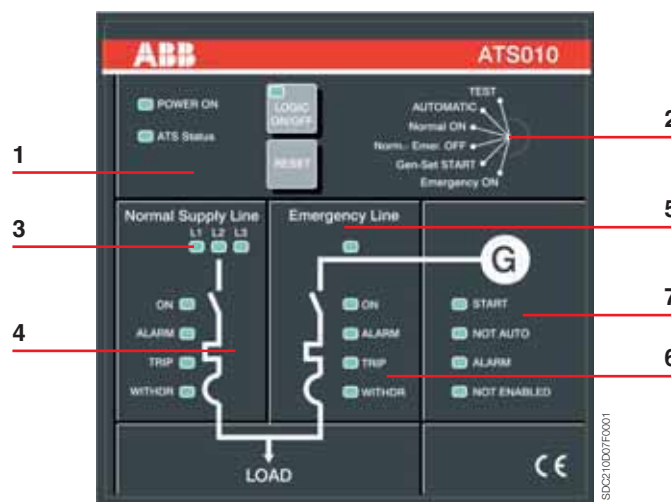 ABB ATS010
POWER ON
ATS Status
LOGIC
ON/OFF
RESET
TEST
AUTOMATIC
Normal ON
Norm.- Emer. OFF
Gen-Set START
Emergency ON
1
2
3
4
5
7
6
Normal Supply Line
L1 L2 L3
ON
ALARM
TRIP
WITHDR
Emergency Line
ON
ALARM
TRIP
WITHDR
G
START
NOT AUTO
ALARM
NOT ENABLED
LOAD
CE
SDC210D07F0001